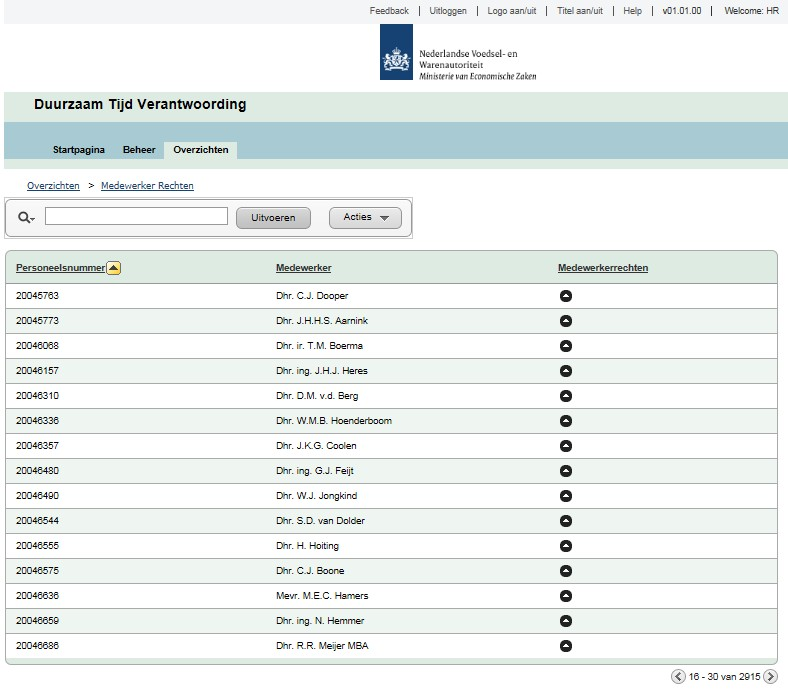 Feedback | Uitloggen | Logo aan/uit | Titel aan/uit | Help | v01.01.00 | Welcome: HR
Nederlandse Voedsel- en
Warenautoriteit
Ministerie van Economische Zaken
Duurzaam Tijd Verantwoording
Startpagina Beheer Overzichten
Overzichten > Medewerker Rechten
Uitvoeren Acties
Personeelsnummer Medewerker Medewerkerrechten
20045763 Dhr. C.J. Dooper
20045773 Dhr. J.H.H.S. Aarnink
20046068 Dhr. ir. T.M. Boerma
20046157 Dhr. ing. J.H.J. Heres
20046310 Dhr. D.M. v.d. Berg
20046336 Dhr. W.M.B. Hoenderboom
20046357 Dhr. J.K.G. Coolen
20046480 Dhr. ing. G.J. Feijt
20046490 Dhr. W.J. Jongkind
20046544 Dhr. S.D. van Dolder
20046555 Dhr. H. Hoiting
20046575 Dhr. C.J. Boone
20046636 Mevr. M.E.C. Hamers
20046659 Dhr. ing. N. Hemmer
20046686 Dhr. R.R. Meijer MBA
16 - 30 van 2915